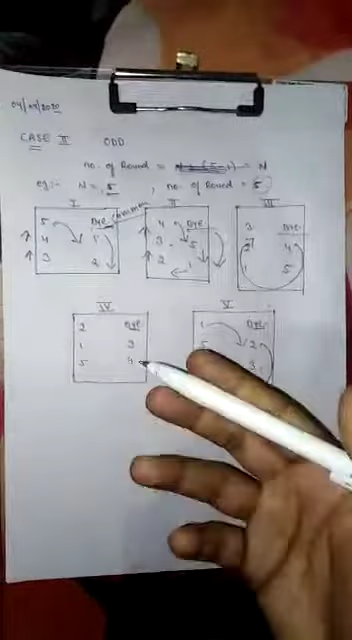 CASE II ODD
no. of Round = N
eg:- N = 5, no. of Round = 5
I II III
5 Bye common 4 Bye 3 Bye
4 1 3 5 2 4
3 2 2 1 1 5
IV V
2 Bye 1 Bye
1 3 5 2
5 4 3